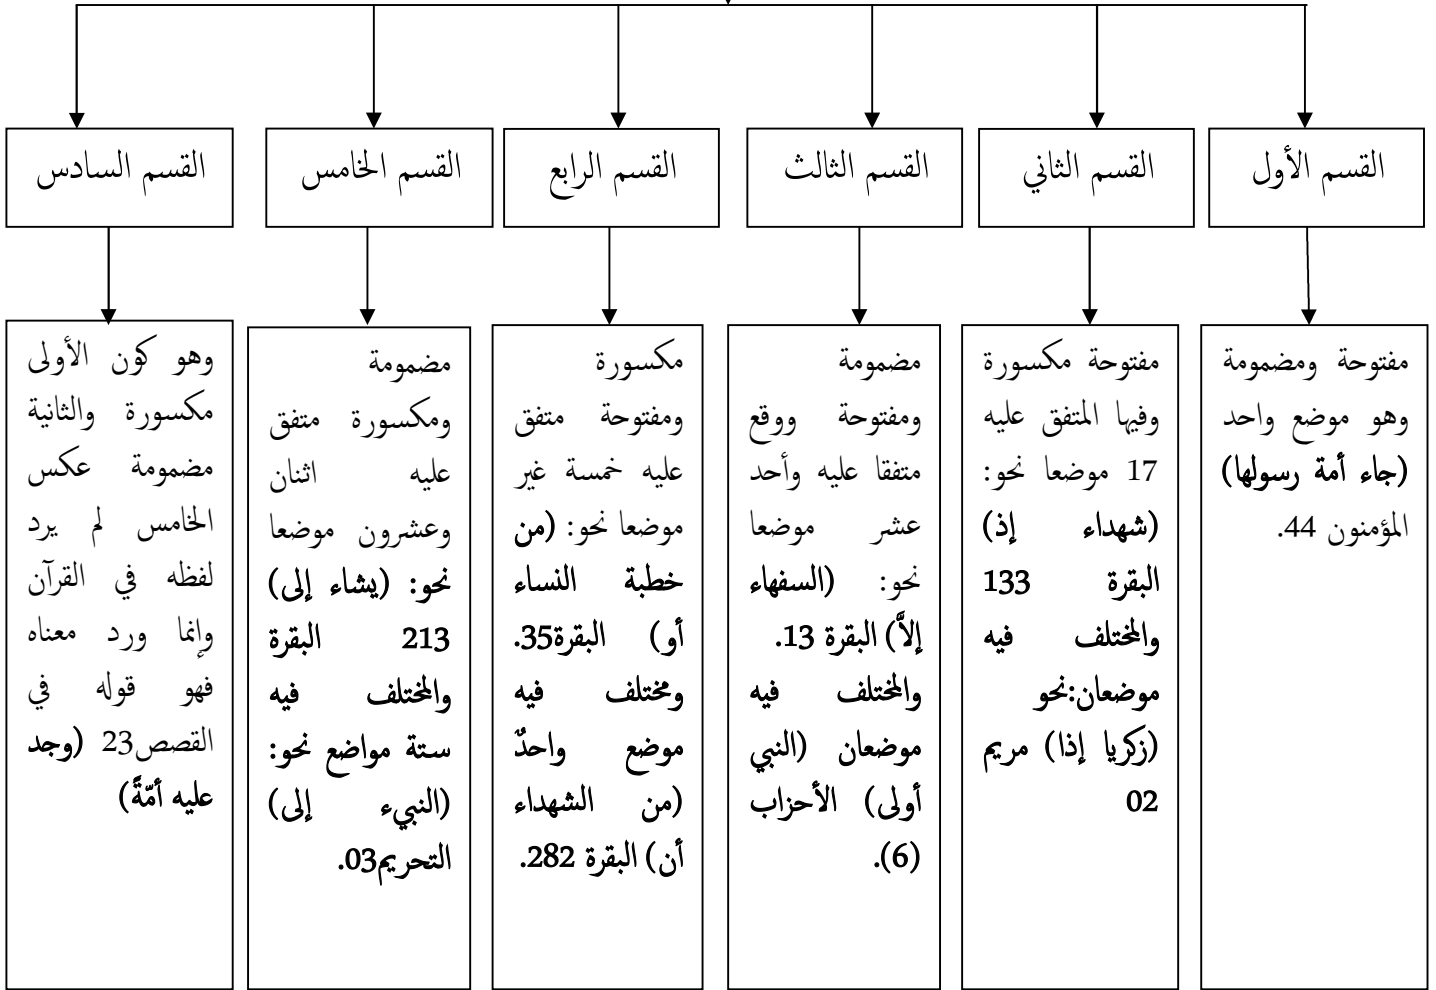 القسم الأول
القسم الثاني
القسم الثالث
القسم الرابع
القسم الخامس
القسم السادس
مفتوحة ومضمومة
وهو موضع واحد
(جاء أمة رسولها)
المؤمنون 44.
مفتوحة مكسورة
وفيها المتفق عليه
17 موضعا نحو:
(شهداء إذ)
البقرة 133
والمختلف فيه
موضعان:نحو
(زكريا إذا) مريم
02
مضمومة
ومفتوحة ووقع
متفقا عليه وأحد
عشر موضعا
نحو: (السفهاء
إلاَّ) البقرة 13.
والمختلف فيه
موضعان (النبي
أولى) الأحزاب
(6).
مكسورة
ومفتوحة متفق
عليه خمسة غير
موضعا نحو: (من
خطبة النساء
أو) البقرة35.
ومختلف فيه
موضع واحدٌ
(من الشهداء
أن) البقرة 282.
مضمومة
ومكسورة متفق
عليه اثنان
وعشرون موضعا
نحو: (يشاء إلى)
البقرة 213
والمختلف فيه
ستة مواضع نحو:
(النبيء إلى)
التحريم03.
وهو كون الأولى
مكسورة والثانية
مضمومة عكس
الخامس لم يرد
لفظه في القرآن
وإنما ورد معناه
فهو قوله في
القصص23 (وجد
عليه أمّةً)